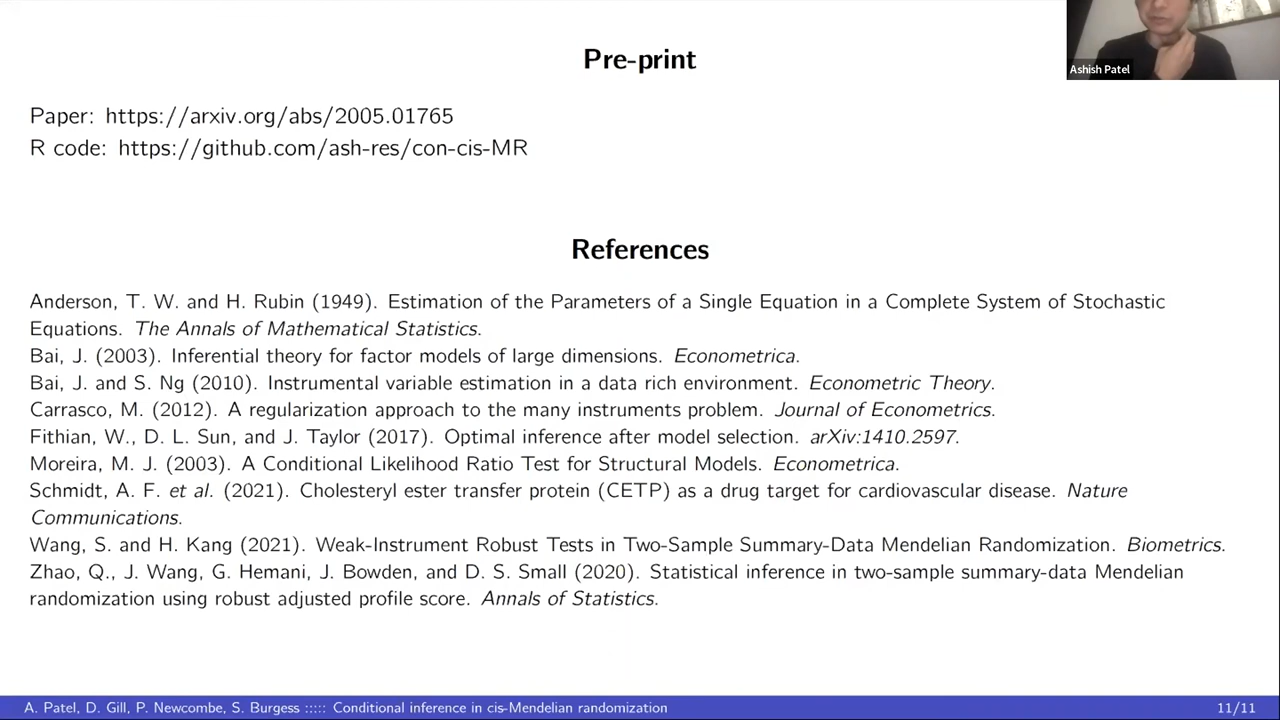 Pre-print
Ashish Patel
Paper: https://arxiv.org/abs/2005.01765
R code: https://github.com/ash-res/con-cis-MR
References
Anderson, T. W. and H. Rubin (1949). Estimation of the Parameters of a Single Equation in a Complete System of Stochastic
Equations. The Annals of Mathematical Statistics.
Bai, J. (2003). Inferential theory for factor models of large dimensions. Econometrica.
Bai, J. and S. Ng (2010). Instrumental variable estimation in a data rich environment. Econometric Theory.
Carrasco, M. (2012). A regularization approach to the many instruments problem. Journal of Econometrics.
Fithian, W., D. L. Sun, and J. Taylor (2017). Optimal inference after model selection. arXiv:1410.2597.
Moreira, M. J. (2003). A Conditional Likelihood Ratio Test for Structural Models. Econometrica.
Schmidt, A. F. et al. (2021). Cholesteryl ester transfer protein (CETP) as a drug target for cardiovascular disease. Nature
Communications.
Wang, S. and H. Kang (2021). Weak-Instrument Robust Tests in Two-Sample Summary-Data Mendelian Randomization. Biometrics.
Zhao, Q., J. Wang, G. Hemani, J. Bowden, and D. S. Small (2020). Statistical inference in two-sample summary-data Mendelian
randomization using robust adjusted profile score. Annals of Statistics.
A. Patel, D. Gill, P. Newcombe, S. Burgess ::::: Conditional inference in cis-Mendelian randomization
11/11